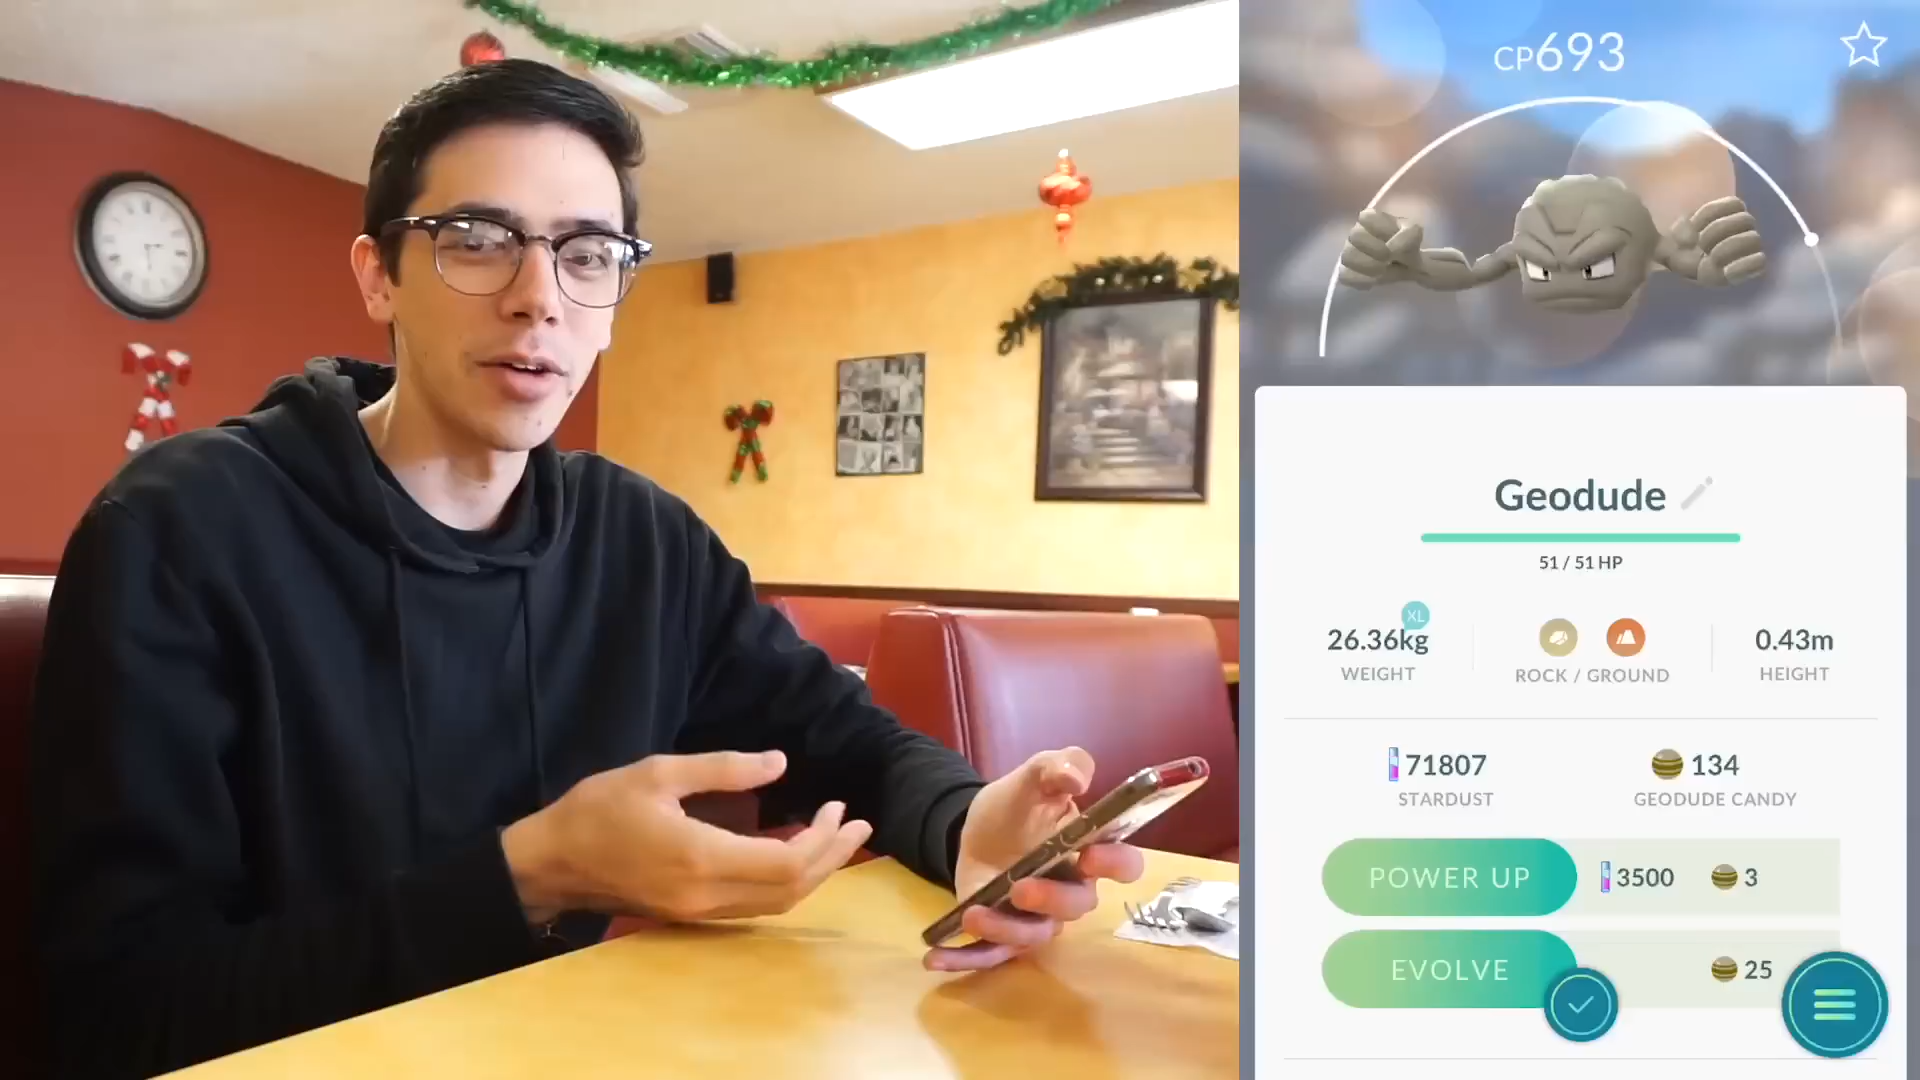 CP693
Geodude
51 / 51 HP
XL
26.36kg
WEIGHT
ROCK / GROUND
0.43m
HEIGHT
71807
STARDUST
134
GEODUDE CANDY
POWER UP
3500
3
EVOLVE
25